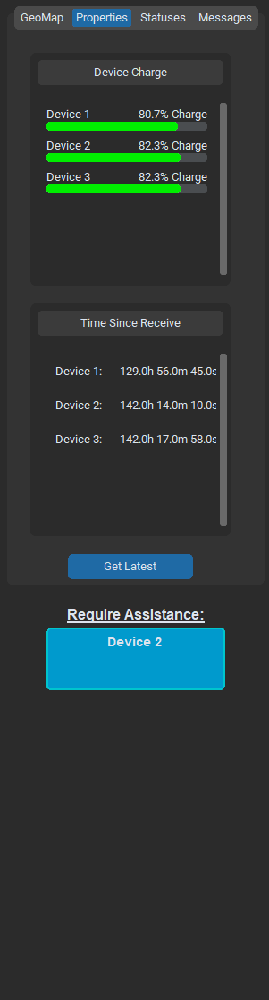 GeoMap Properties Statuses Messages
Device Charge
Device 1 80.7% Charge
Device 2 82.3% Charge
Device 3 82.3% Charge
Time Since Receive
Device 1: 129.0h 56.0m 45.0s
Device 2: 142.0h 14.0m 10.0s
Device 3: 142.0h 17.0m 58.0s
Get Latest
Require Assistance:
Device 2